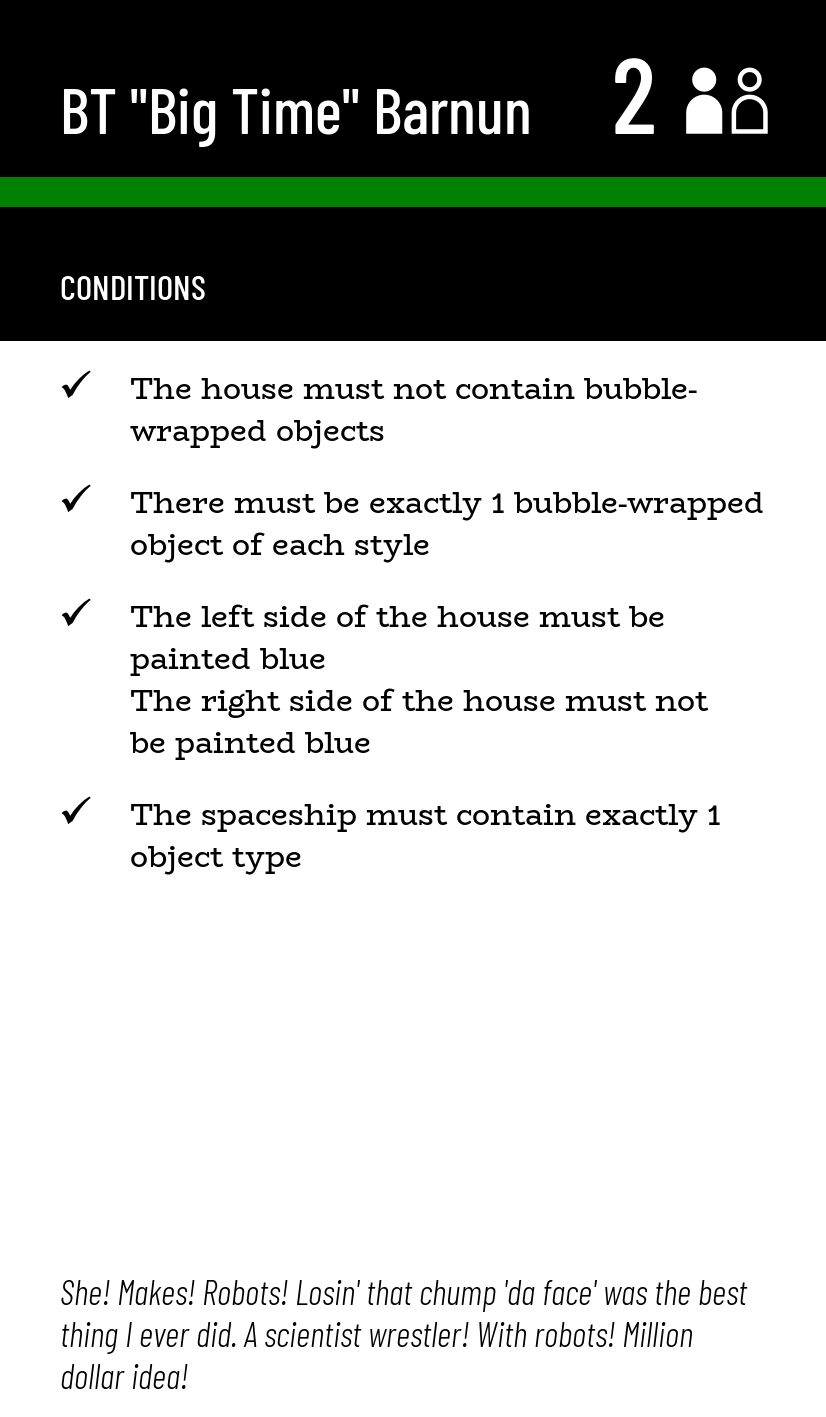 BT "Big Time" Barnun 2
CONDITIONS
✓ The house must not contain bubble-
wrapped objects
✓ There must be exactly 1 bubble-wrapped
object of each style
✓ The left side of the house must be
painted blue
The right side of the house must not
be painted blue
✓ The spaceship must contain exactly 1
object type
She! Makes! Robots! Losin' that chump 'da face' was the best
thing I ever did. A scientist wrestler! With robots! Million
dollar idea!